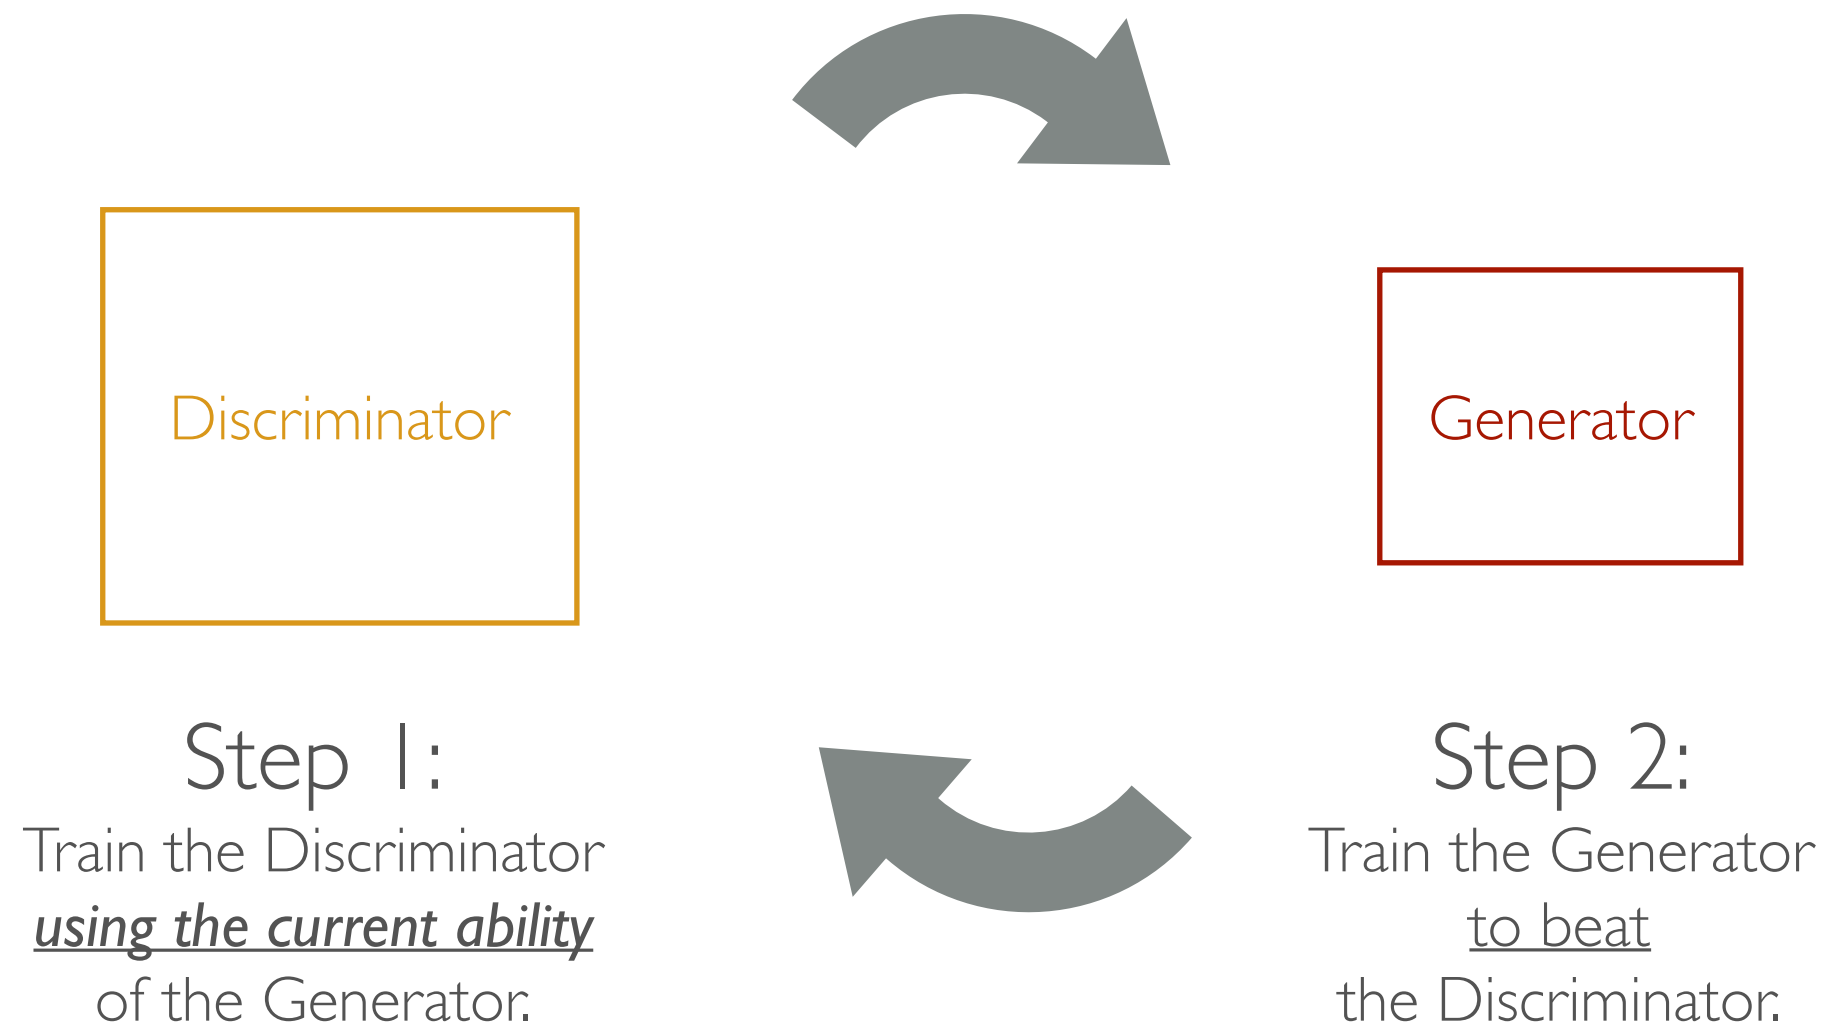 Discriminator
Generator
Step 1:
Train the Discriminator
using the current ability
of the Generator.
Step 2:
Train the Generator
to beat
the Discriminator.